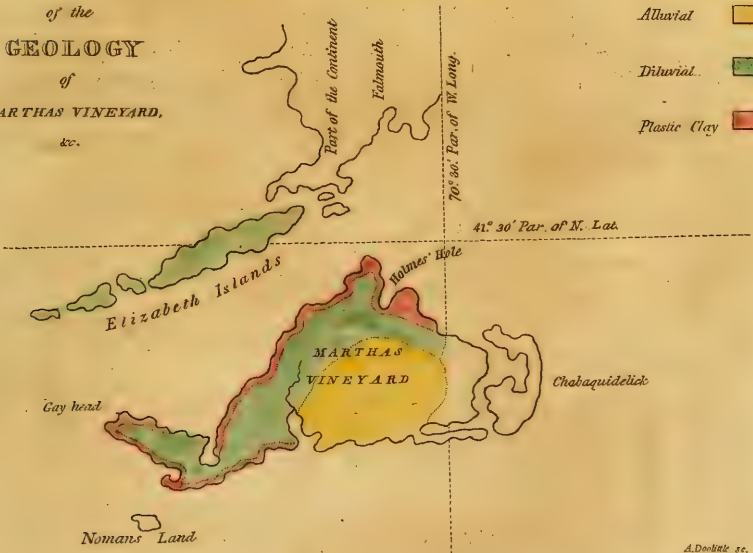 of the
GEOLOGY
of
ARTHAS VINEYARD,
&c.
Alluvial
Diluvial.
Plastic Clay
Part of the Continent
Falmouth
70.° 30.' Par. of W. Long.
41.° 30' Par. of N. Lat.
Elizabeth Islands
Holmes' Hole
MARTHAS
VINEYARD
Chabaquidelick
Gay head
Nomans Land
A. Doolittle sc.